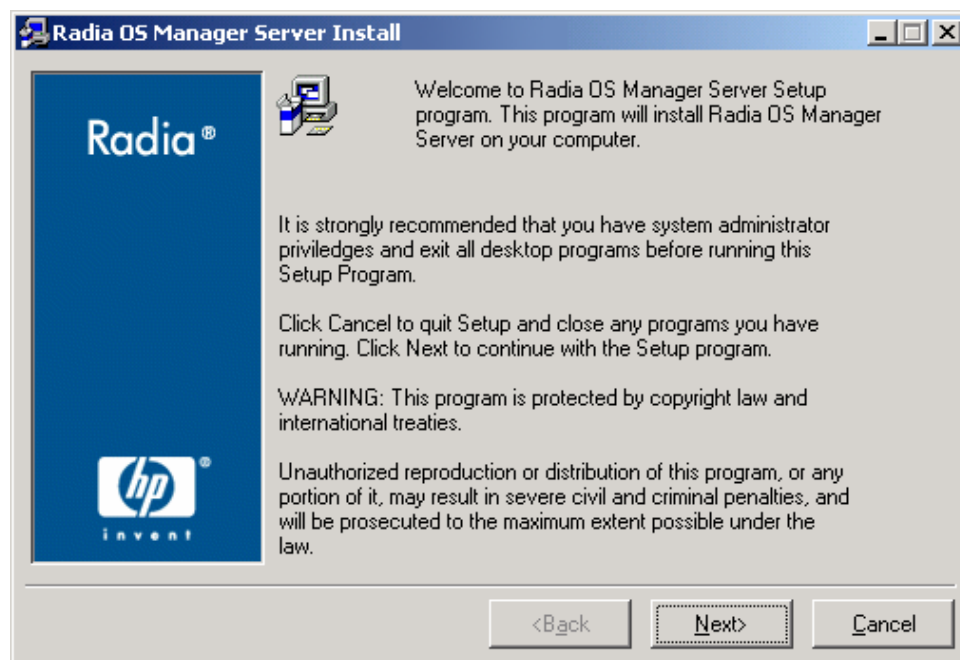 Radia OS Manager Server Install
Radia®
Welcome to Radia OS Manager Server Setup
program. This program will install Radia OS Manager
Server on your computer.
It is strongly recommended that you have system administrator
priviledges and exit all desktop programs before running this
Setup Program.
Click Cancel to quit Setup and close any programs you have
running. Click Next to continue with the Setup program.
WARNING: This program is protected by copyright law and
international treaties.
Unauthorized reproduction or distribution of this program, or any
portion of it, may result in severe civil and criminal penalties, and
will be prosecuted to the maximum extent possible under the
law.
hp®
invent
<Back
Next>
Cancel